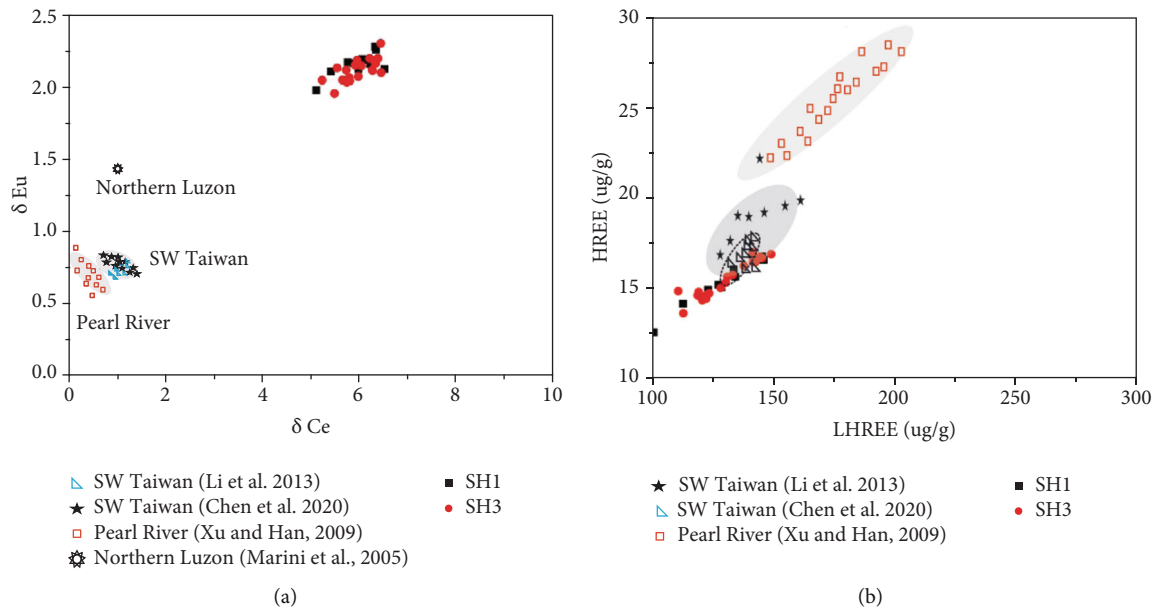 2.5
2.0
1.5
1.0
0.5
0.0
δ Eu
Northern Luzon
SW Taiwan
Pearl River
0 2 4 6 8 10
δ Ce
SW Taiwan (Li et al. 2013)
SW Taiwan (Chen et al. 2020)
Pearl River (Xu and Han, 2009)
Northern Luzon (Marini et al., 2005)
SH1
SH3
(a)
30
25
20
15
10
HREE (ug/g)
100 150 200 250 300
LHREE (ug/g)
SW Taiwan (Li et al. 2013)
SW Taiwan (Chen et al. 2020)
Pearl River (Xu and Han, 2009)
SH1
SH3
(b)